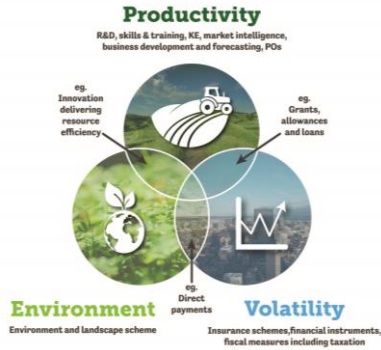 Productivity
R&D, skills & training, KE, market intelligence,
business development and forecasting, POs
eg.
Innovation
delivering
resource
efficiency
eg.
Grants,
allowances
and loans
eg.
Direct
payments
Environment
Environment and landscape scheme
Volatility
Insurance schemes,financial instruments,
fiscal measures including taxation